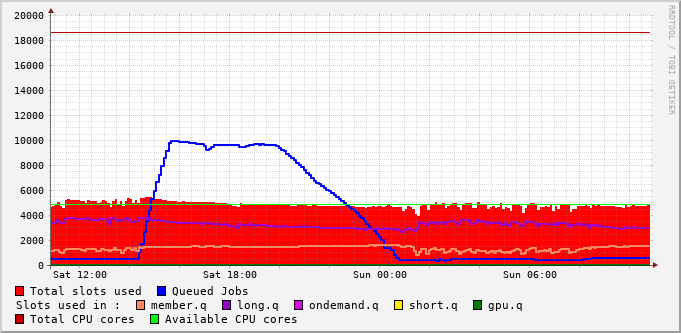 RRDTOOL / TOBI OETIKER
20000
18000
16000
14000
12000
10000
8000
6000
4000
2000
0
Sat 12:00 Sat 18:00 Sun 00:00 Sun 06:00
Total slots used Queued Jobs
Slots used in : member.q long.q ondemand.q short.q gpu.q
Total CPU cores Available CPU cores